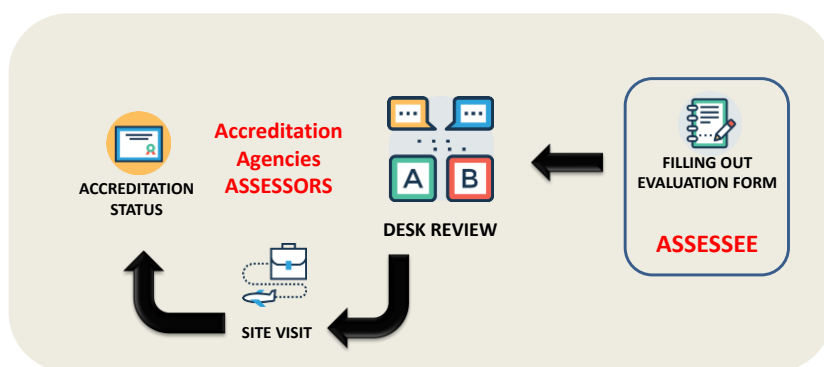 Accreditation
Agencies
ASSESSORS
ACCREDITATION
STATUS
A
B
DESK REVIEW
FILLING OUT
EVALUATION FORM
ASSESSEE
SITE VISIT